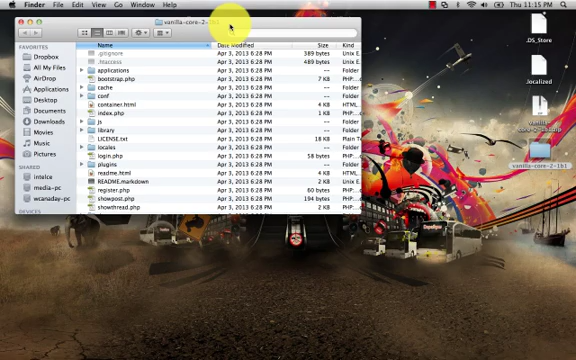 Finder File Edit View Go Window Help Thu 11:15 PM
vanilla-core-2-1b1
Name Date Modified Size Kind
FAVORITES
Dropbox
All My Files
AirDrop
Applications
Desktop
Documents
Downloads
Movies
Music
Pictures
SHARED
intelce
media-pc
wcanaday-pc
DEVICES
.gitignore Apr 3, 2013 6:28 PM 389 bytes Unix E
.htaccess Apr 3, 2013 6:28 PM 489 bytes Unix E
applications Apr 3, 2013 6:28 PM -- Folder
bootstrap.php Apr 3, 2013 6:28 PM 7 KB PHP:
cache Apr 3, 2013 6:28 PM -- Folder
conf Apr 3, 2013 6:28 PM -- Folder
container.html Apr 3, 2013 6:28 PM 4 KB HTML
index.php Apr 3, 2013 6:28 PM 2 KB PHP:
js Apr 3, 2013 6:28 PM -- Folder
library Apr 3, 2013 6:28 PM -- Folder
LICENSE.txt Apr 3, 2013 6:28 PM 18 KB Plain T
locales Apr 3, 2013 6:28 PM -- Folder
login.php Apr 3, 2013 6:28 PM 58 bytes PHP:
plugins Apr 3, 2013 6:28 PM -- Folder
readme.html Apr 3, 2013 6:28 PM 4 KB HTML
README.markdown Apr 3, 2013 6:28 PM Unix E
register.php Apr 3, 2013 6:28 PM 60 bytes PHP:
showpost.php Apr 3, 2013 6:28 PM 194 bytes PHP:
showthread.php Apr 3, 2013 6:28 PM 2 KB PHP:
.DS_Store
.localized
vanilla-
core-2-1b1.zip
vanilla-core-2-1b1